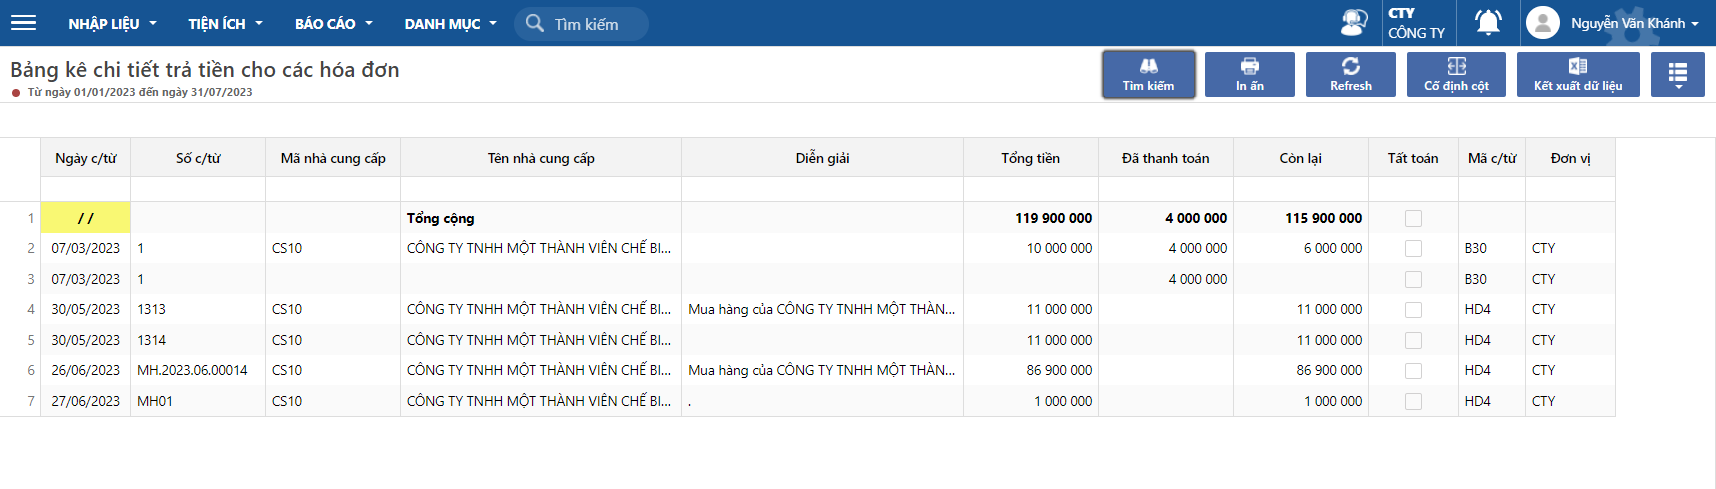 NHẬP LIỆU TIỆN ÍCH BÁO CÁO DANH MỤC Tìm kiếm CTY CÔNG TY Nguyễn Văn Khánh
Bảng kê chi tiết trả tiền cho các hóa đơn
Từ ngày 01/01/2023 đến ngày 31/07/2023
Tìm kiếm In ấn Refresh Cố định cột Kết xuất dữ liệu
Ngày c/từ Số c/từ Mã nhà cung cấp Tên nhà cung cấp Diễn giải Tổng tiền Đã thanh toán Còn lại Tất toán Mã c/từ Đơn vị
1 / / Tổng cộng 119 900 000 4 000 000 115 900 000
2 07/03/2023 1 CS10 CÔNG TY TNHH MỘT THÀNH VIÊN CHẾ BI... 10 000 000 4 000 000 6 000 000 B30 CTY
3 07/03/2023 1 4 000 000 B30 CTY
4 30/05/2023 1313 CS10 CÔNG TY TNHH MỘT THÀNH VIÊN CHẾ BI... Mua hàng của CÔNG TY TNHH MỘT THÀN... 11 000 000 11 000 000 HD4 CTY
5 30/05/2023 1314 CS10 CÔNG TY TNHH MỘT THÀNH VIÊN CHẾ BI... 11 000 000 11 000 000 HD4 CTY
6 26/06/2023 MH.2023.06.00014 CS10 CÔNG TY TNHH MỘT THÀNH VIÊN CHẾ BI... Mua hàng của CÔNG TY TNHH MỘT THÀN... 86 900 000 86 900 000 HD4 CTY
7 27/06/2023 MH01 CS10 CÔNG TY TNHH MỘT THÀNH VIÊN CHẾ BI... . 1 000 000 1 000 000 HD4 CTY